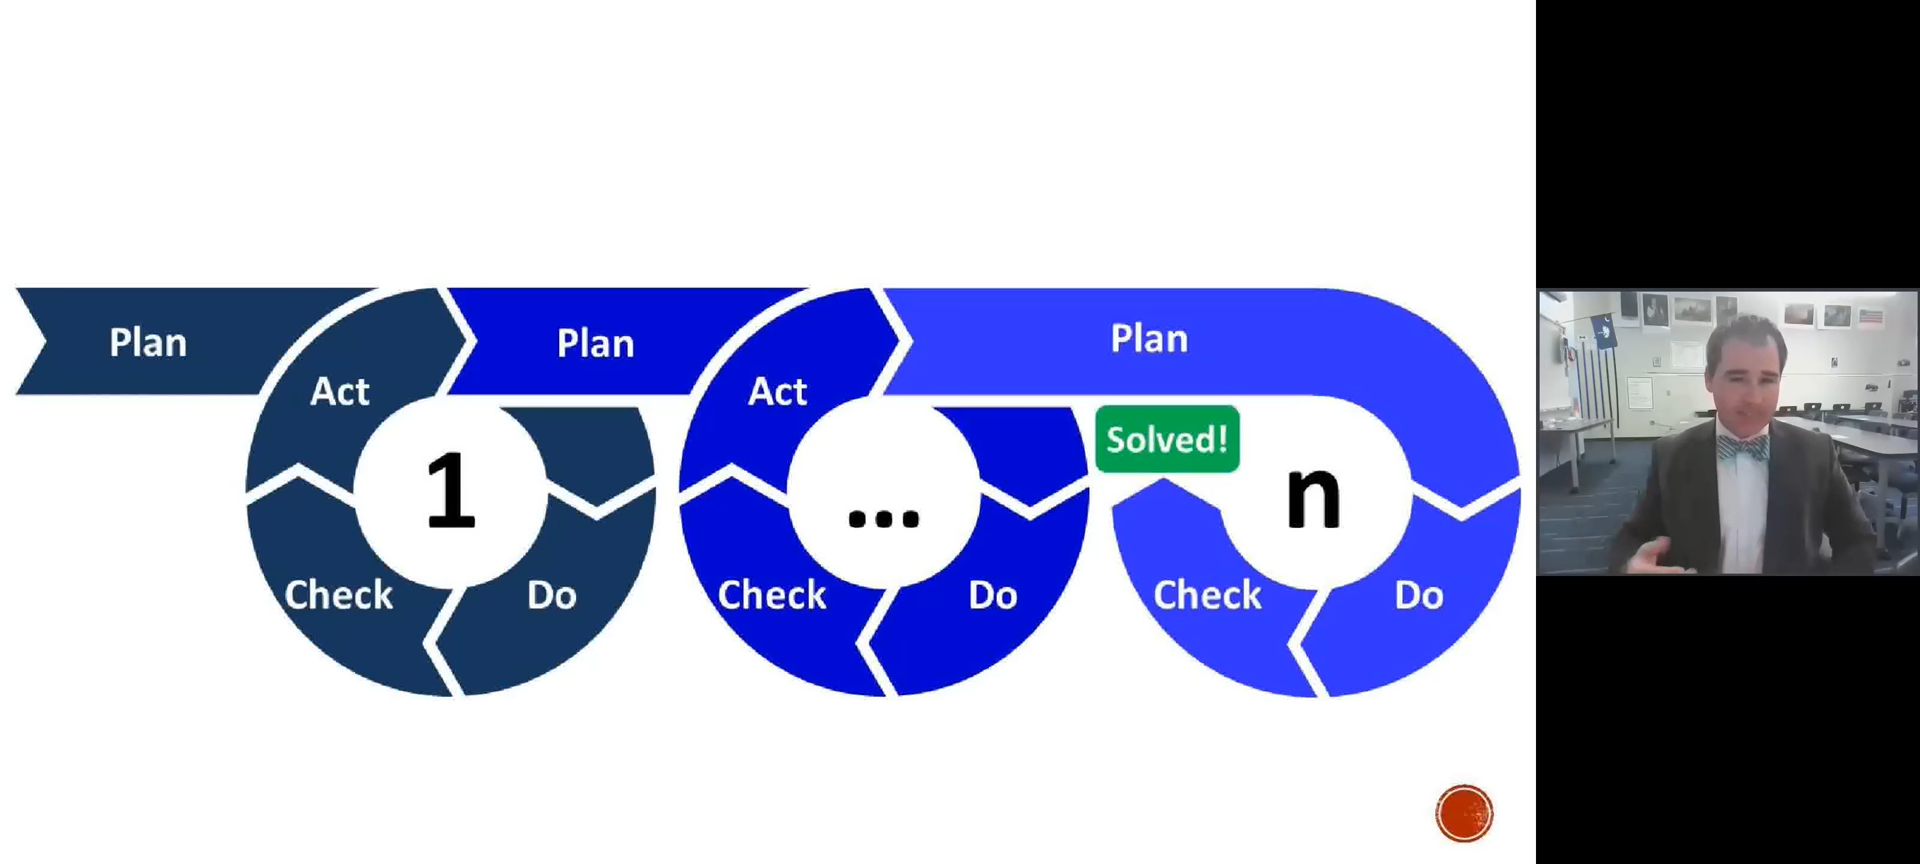 Plan
Act
1
Check
Do
Plan
Act
...
Check
Do
Plan
Solved!
n
Check
Do